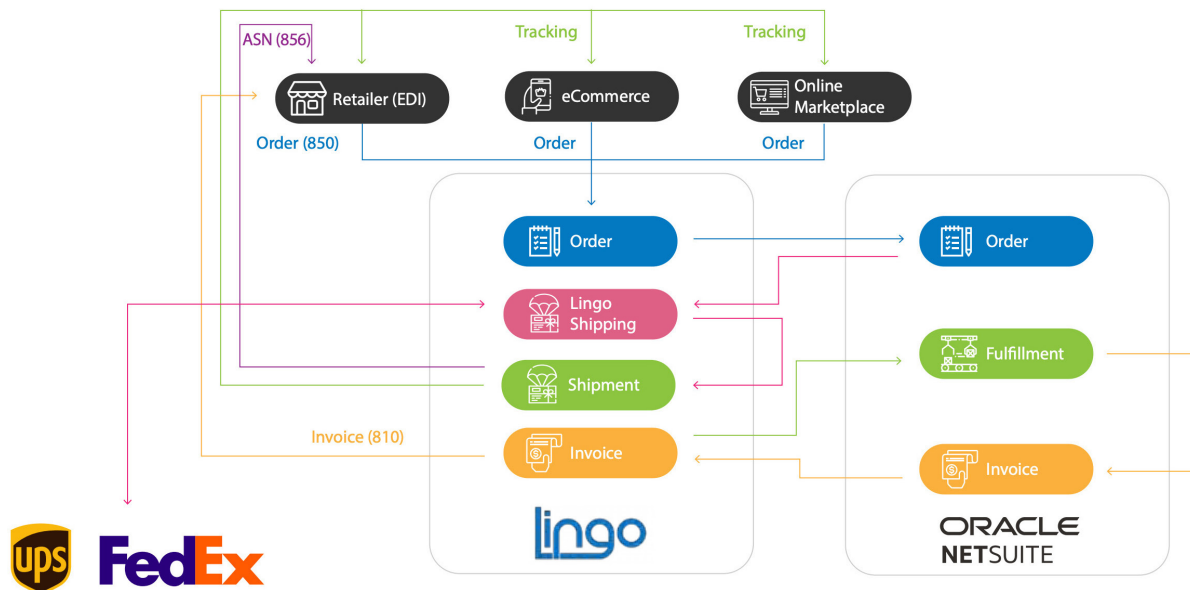 ASN (856)
Tracking
Tracking
Retailer (EDI)
eCommerce
Online
Marketplace
Order (850)
Order
Order
Order
Order
Lingo
Shipping
Shipment
Fulfillment
Invoice (810)
Invoice
Invoice
ups
FedEx
Lingo
ORACLE
NETSUITE